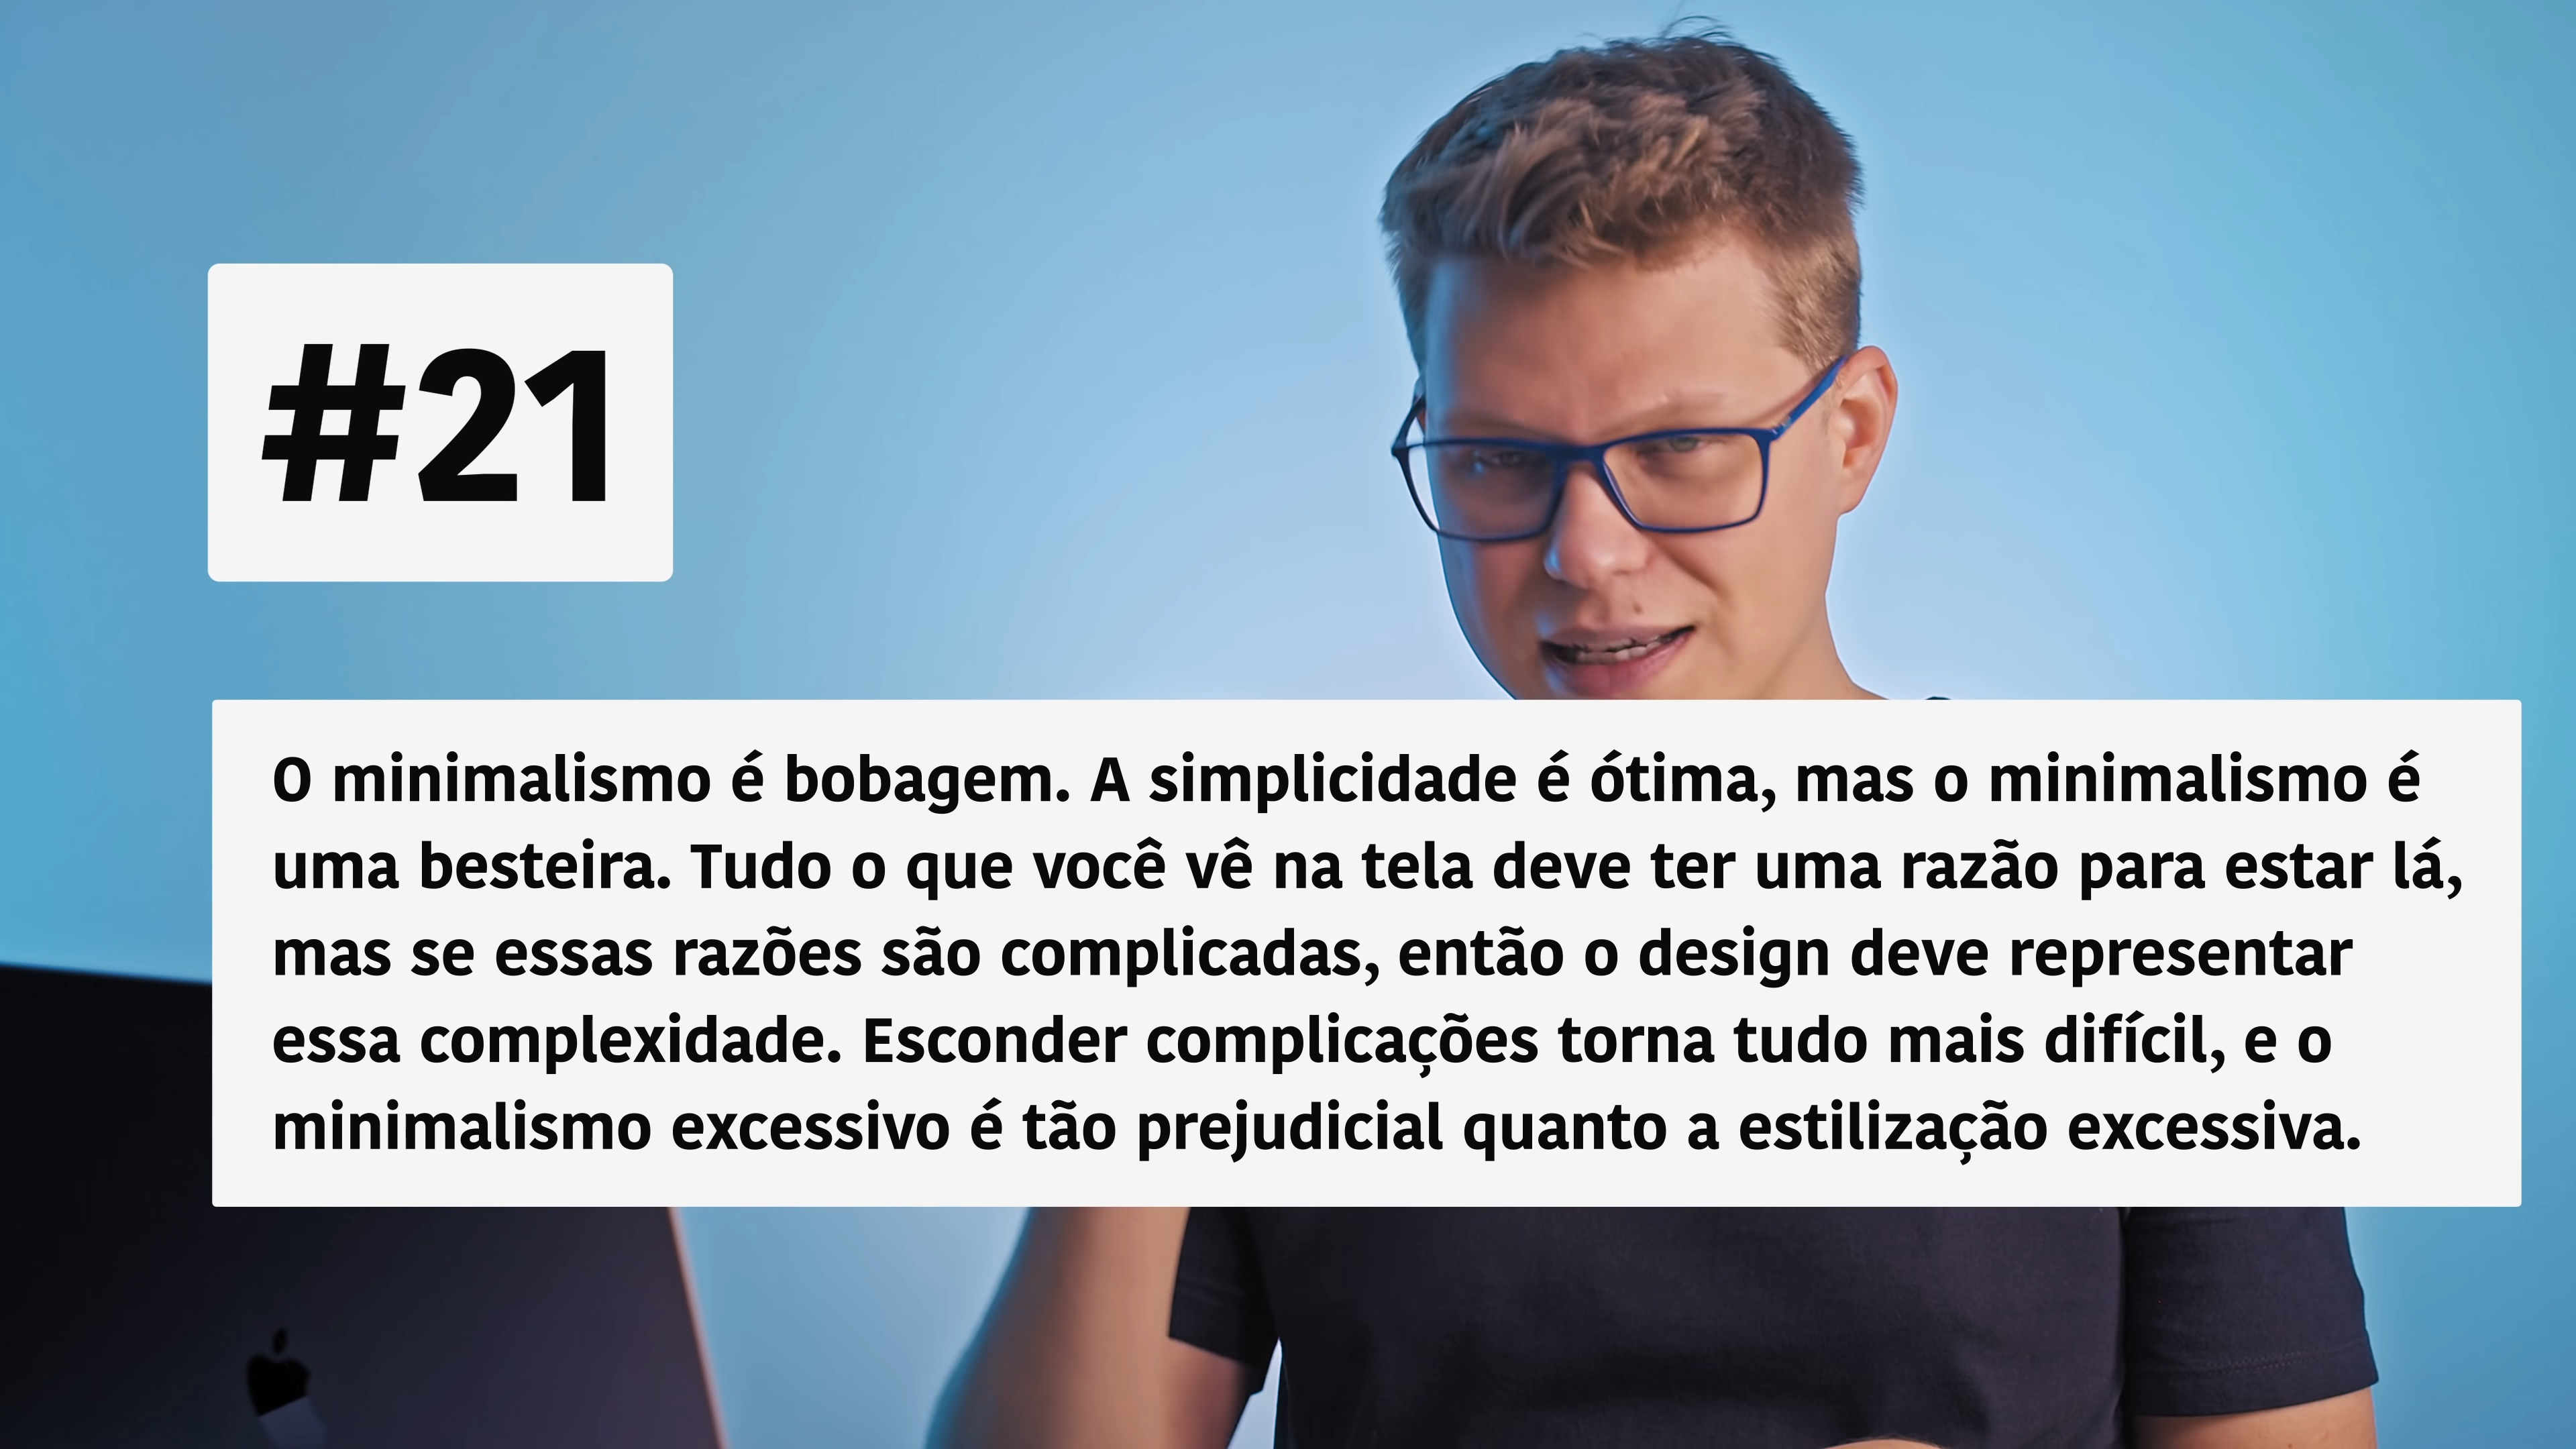 #21
O minimalismo é bobagem. A simplicidade é ótima, mas o minimalismo é
uma besteira. Tudo o que você vê na tela deve ter uma razão para estar lá,
mas se essas razões são complicadas, então o design deve representar
essa complexidade. Esconder complicações torna tudo mais difícil, e o
minimalismo excessivo é tão prejudicial quanto a estilização excessiva.